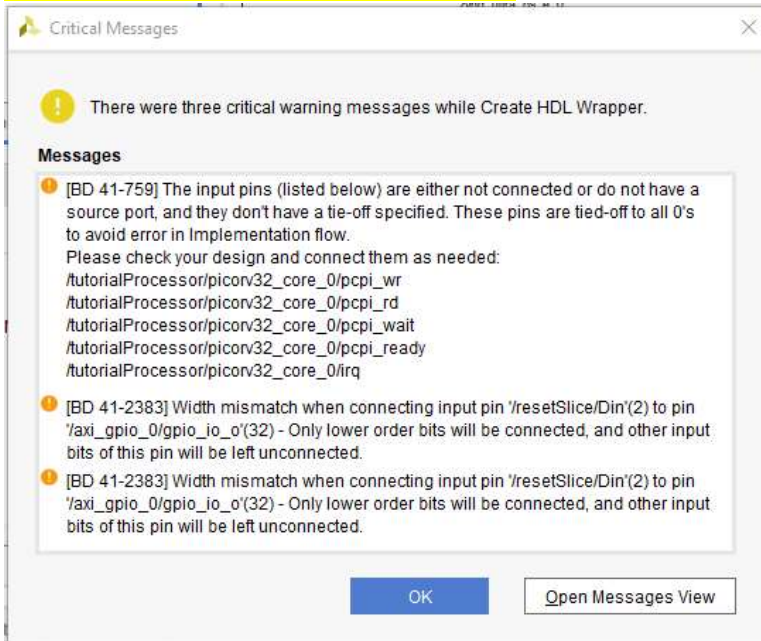 Critical Messages
There were three critical warning messages while Create HDL Wrapper.
Messages
[BD 41-759] The input pins (listed below) are either not connected or do not have a
source port, and they don't have a tie-off specified. These pins are tied-off to all 0's
to avoid error in Implementation flow.
Please check your design and connect them as needed:
/tutorialProcessor/picorv32_core_0/pcpi_wr
/tutorialProcessor/picorv32_core_0/pcpi_rd
/tutorialProcessor/picorv32_core_0/pcpi_wait
/tutorialProcessor/picorv32_core_0/pcpi_ready
/tutorialProcessor/picorv32_core_0/irq
[BD 41-2383] Width mismatch when connecting input pin '/resetSlice/Din'(2) to pin
'/axi_gpio_0/gpio_io_o'(32) - Only lower order bits will be connected, and other input
bits of this pin will be left unconnected.
[BD 41-2383] Width mismatch when connecting input pin '/resetSlice/Din'(2) to pin
'/axi_gpio_0/gpio_io_o'(32) - Only lower order bits will be connected, and other input
bits of this pin will be left unconnected.
OK
Open Messages View